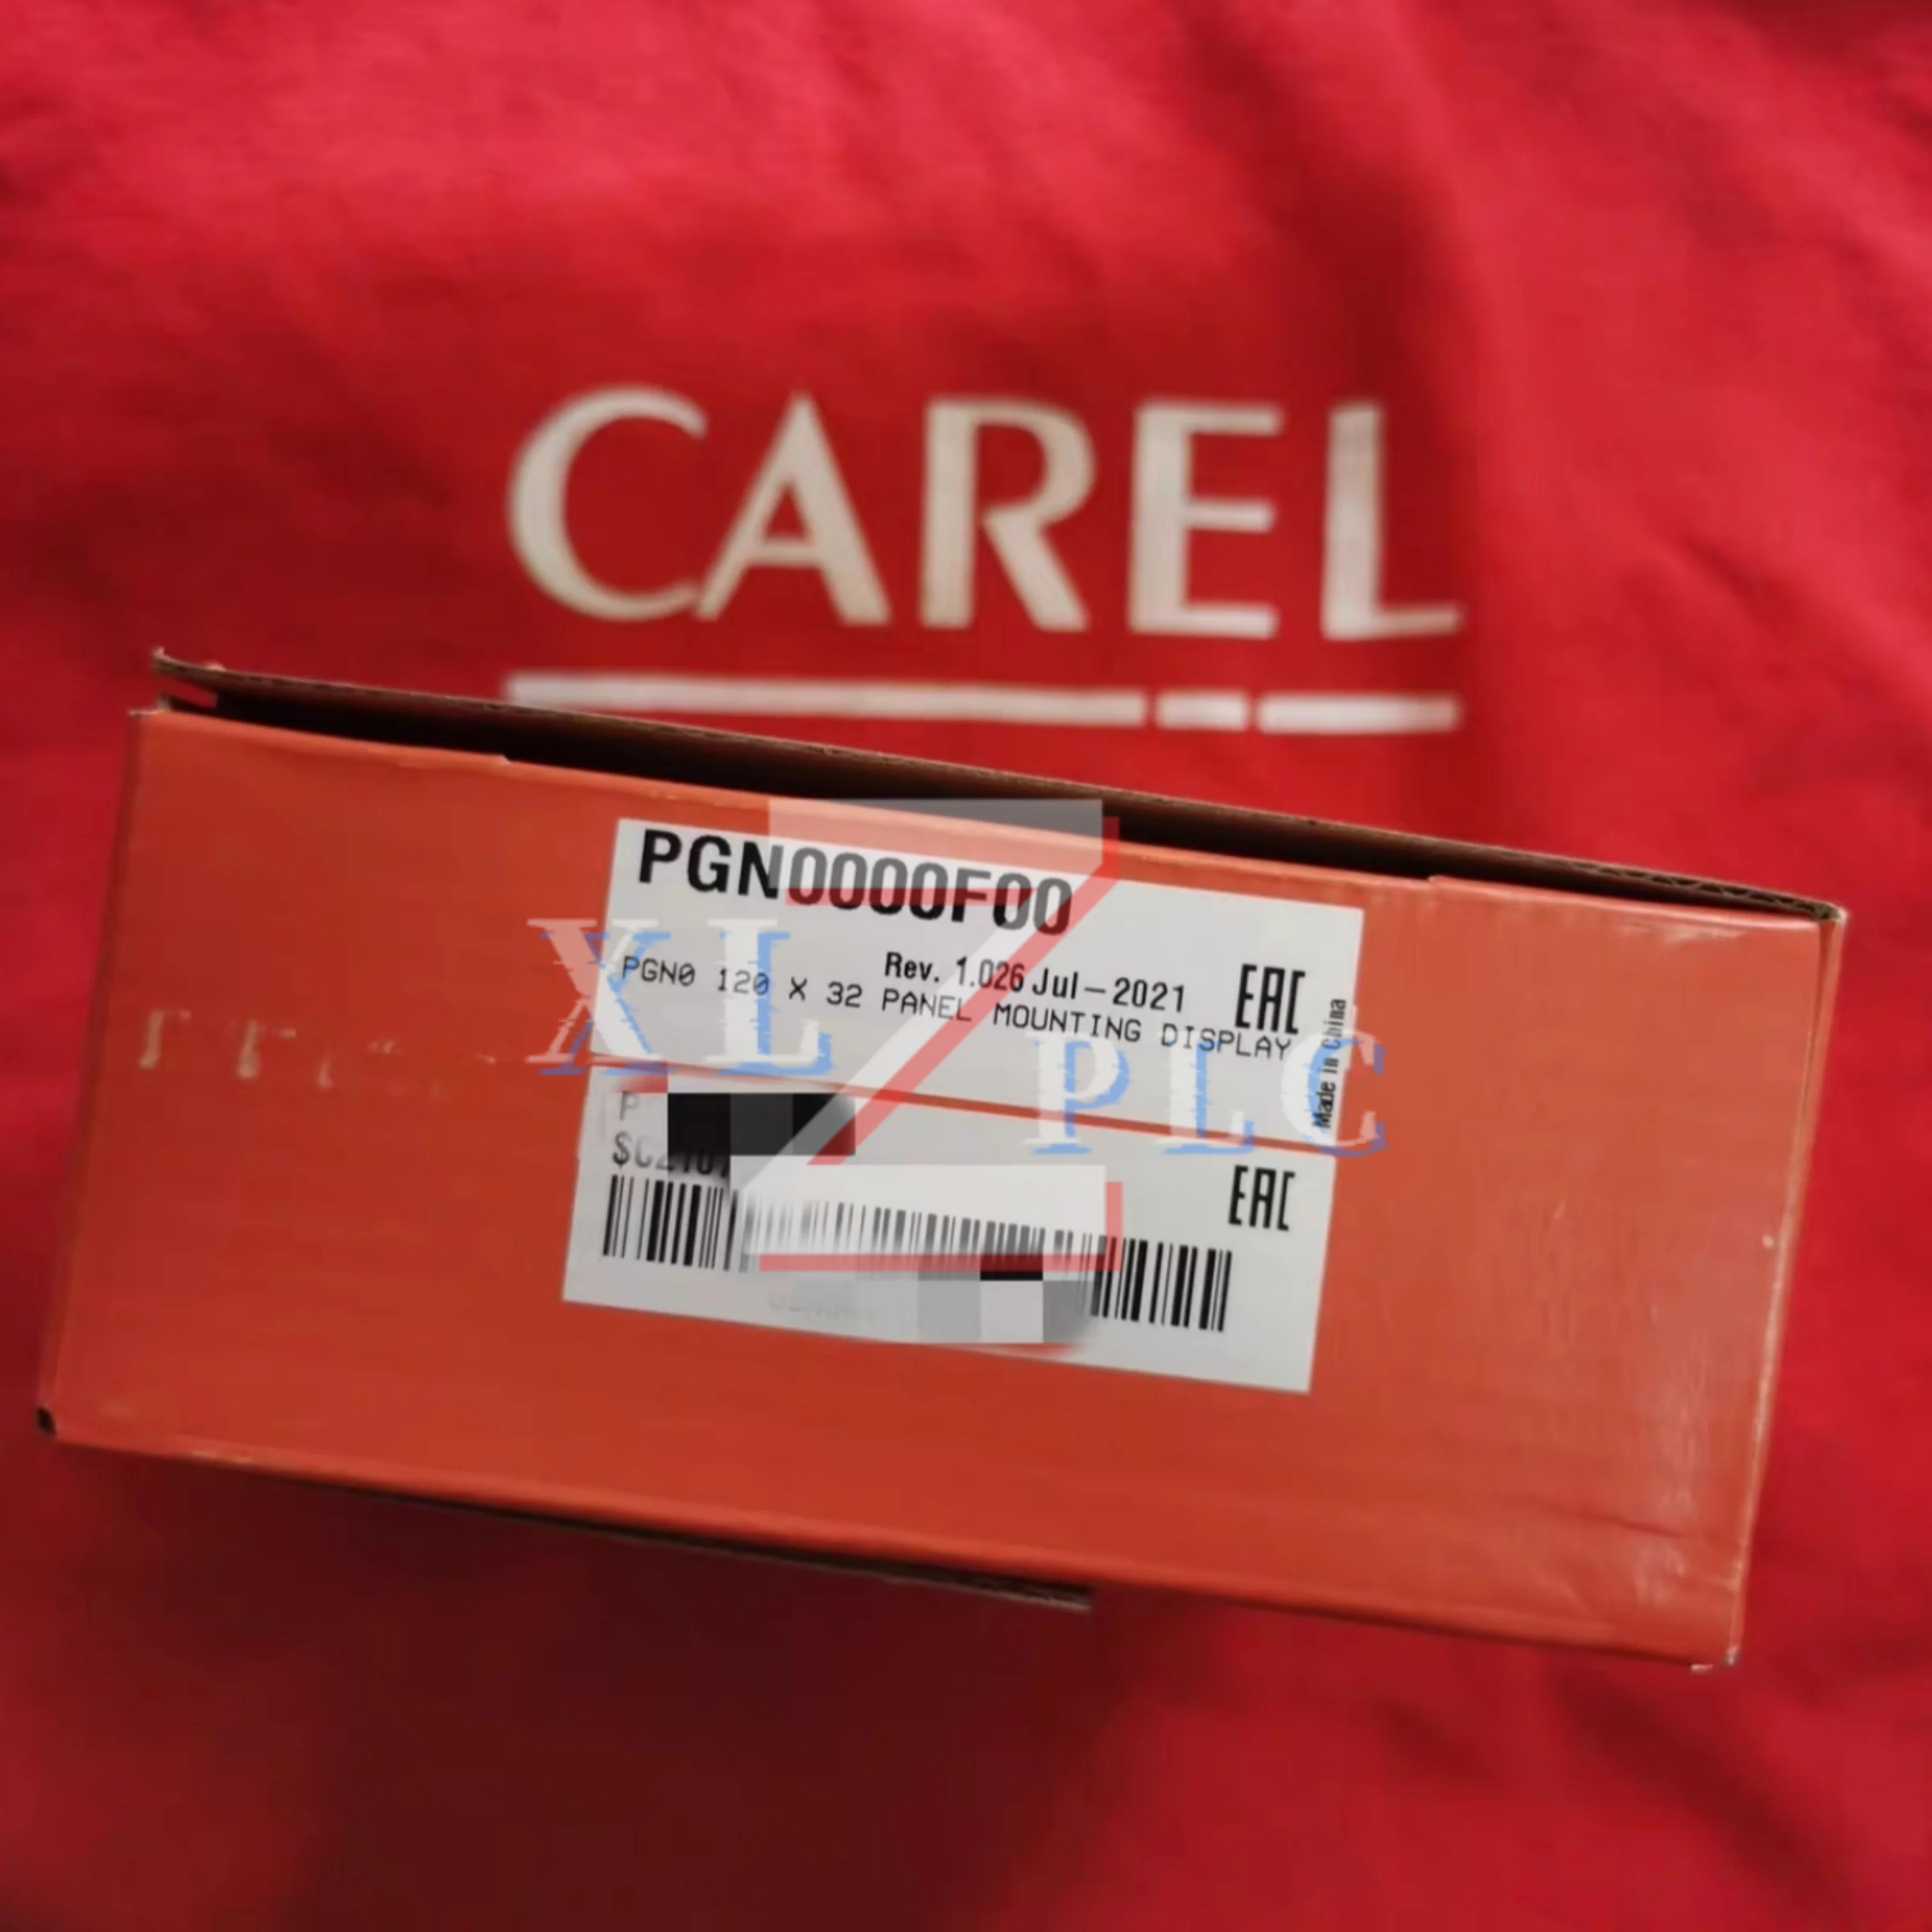 CAREL
PGN0000F00
Rev. 1.026 Jul-2021
PGN0 120 X 32 PANEL MOUNTING DISPLAY
EAC
Made in China
XL Z PLC
P
EAC